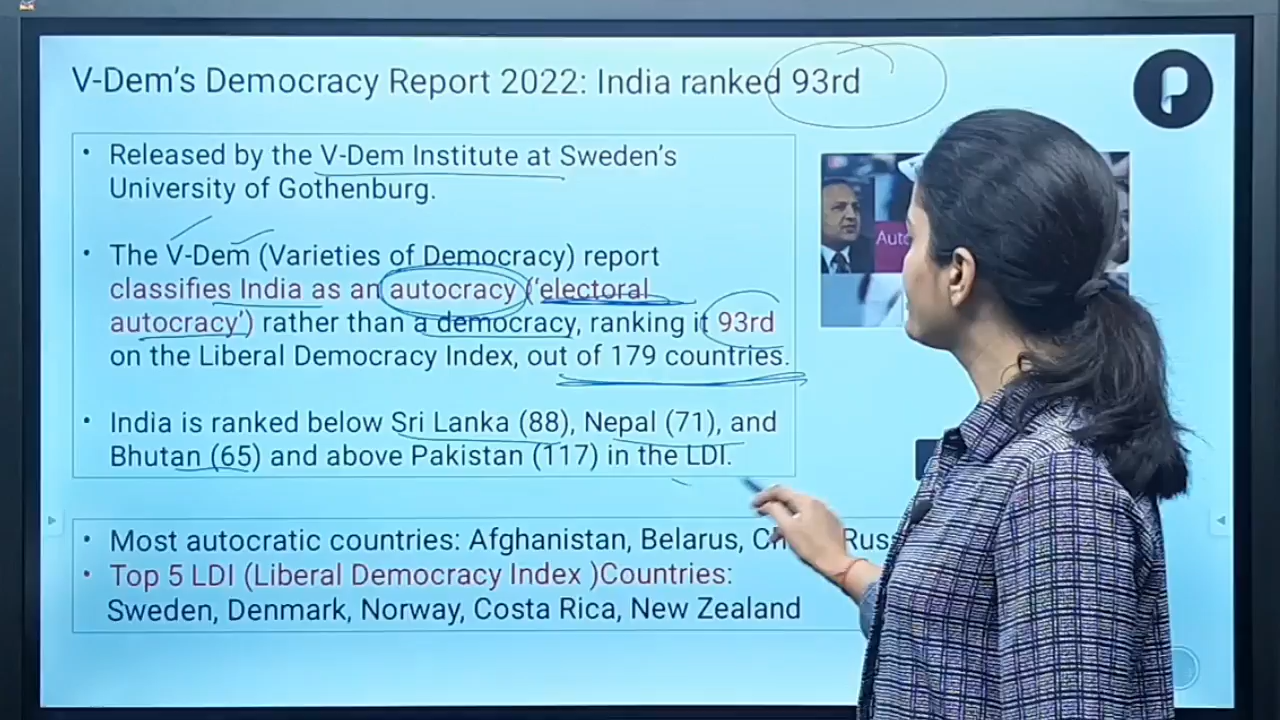 V-Dem's Democracy Report 2022: India ranked 93rd
• Released by the V-Dem Institute at Sweden's
University of Gothenburg.
• The V-Dem (Varieties of Democracy) report
classifies India as an autocracy ('electoral
autocracy') rather than a democracy, ranking it 93rd
on the Liberal Democracy Index, out of 179 countries.
• India is ranked below Sri Lanka (88), Nepal (71), and
Bhutan (65) and above Pakistan (117) in the LDI.
• Most autocratic countries: Afghanistan, Belarus,
• Top 5 LDI (Liberal Democracy Index )Countries:
Sweden, Denmark, Norway, Costa Rica, New Zealand